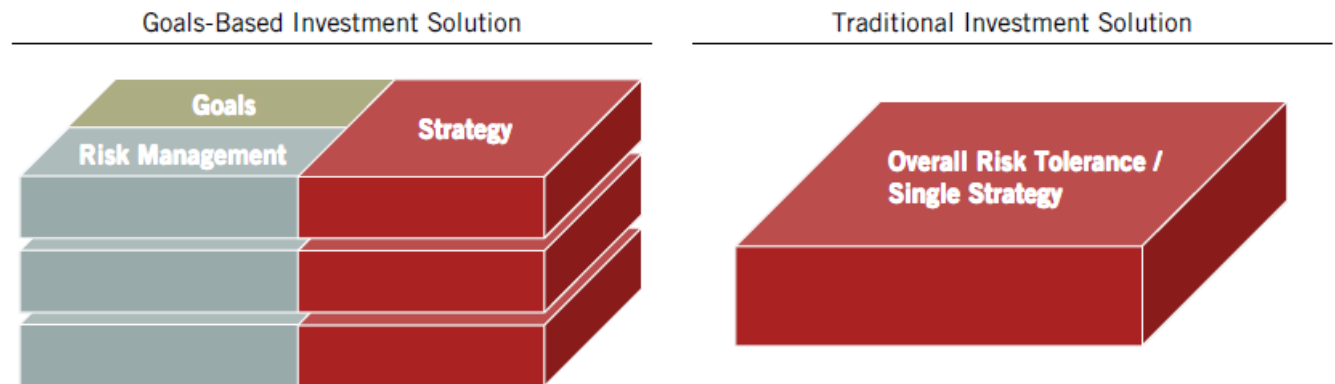 Goals-Based Investment Solution
Traditional Investment Solution
Goals
Risk Management
Strategy
Overall Risk Tolerance /
Single Strategy